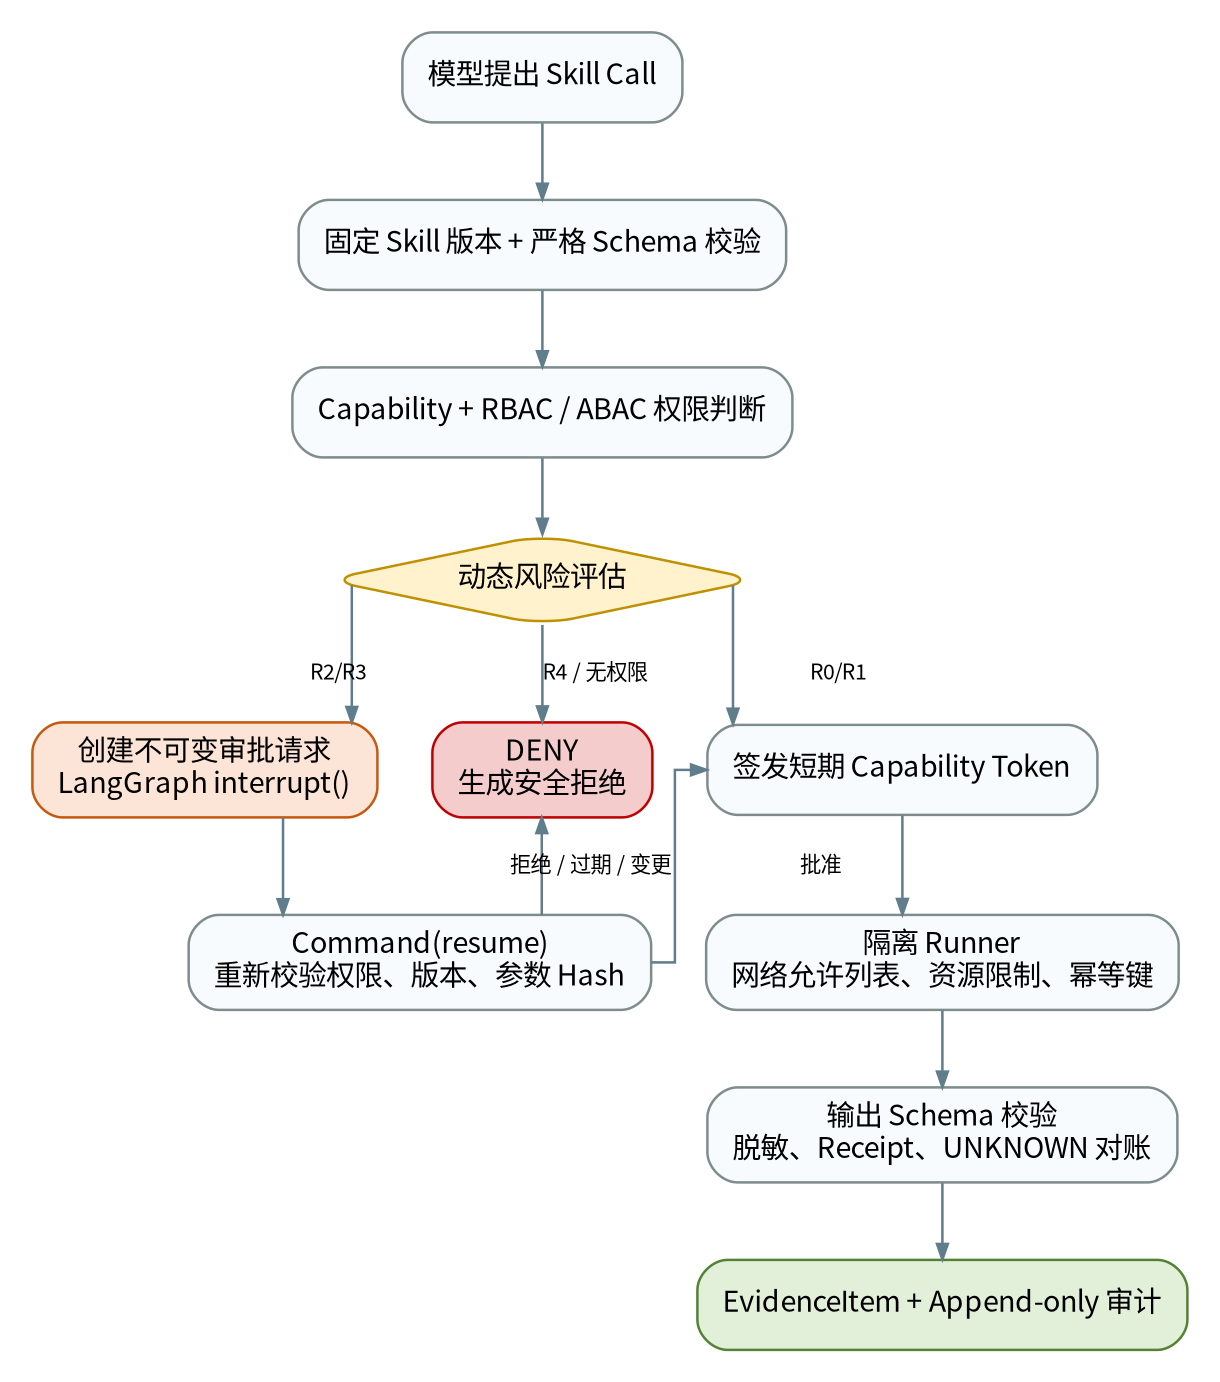 模型提出 Skill Call
固定 Skill 版本 + 严格 Schema 校验
Capability + RBAC / ABAC 权限判断
动态风险评估
R2/R3
R4 / 无权限
R0/R1
创建不可变审批请求
LangGraph interrupt()
DENY
生成安全拒绝
签发短期 Capability Token
拒绝 / 过期 / 变更
批准
Command(resume)
重新校验权限、版本、参数 Hash
隔离 Runner
网络允许列表、资源限制、幂等键
输出 Schema 校验
脱敏、Receipt、UNKNOWN 对账
EvidenceItem + Append-only 审计